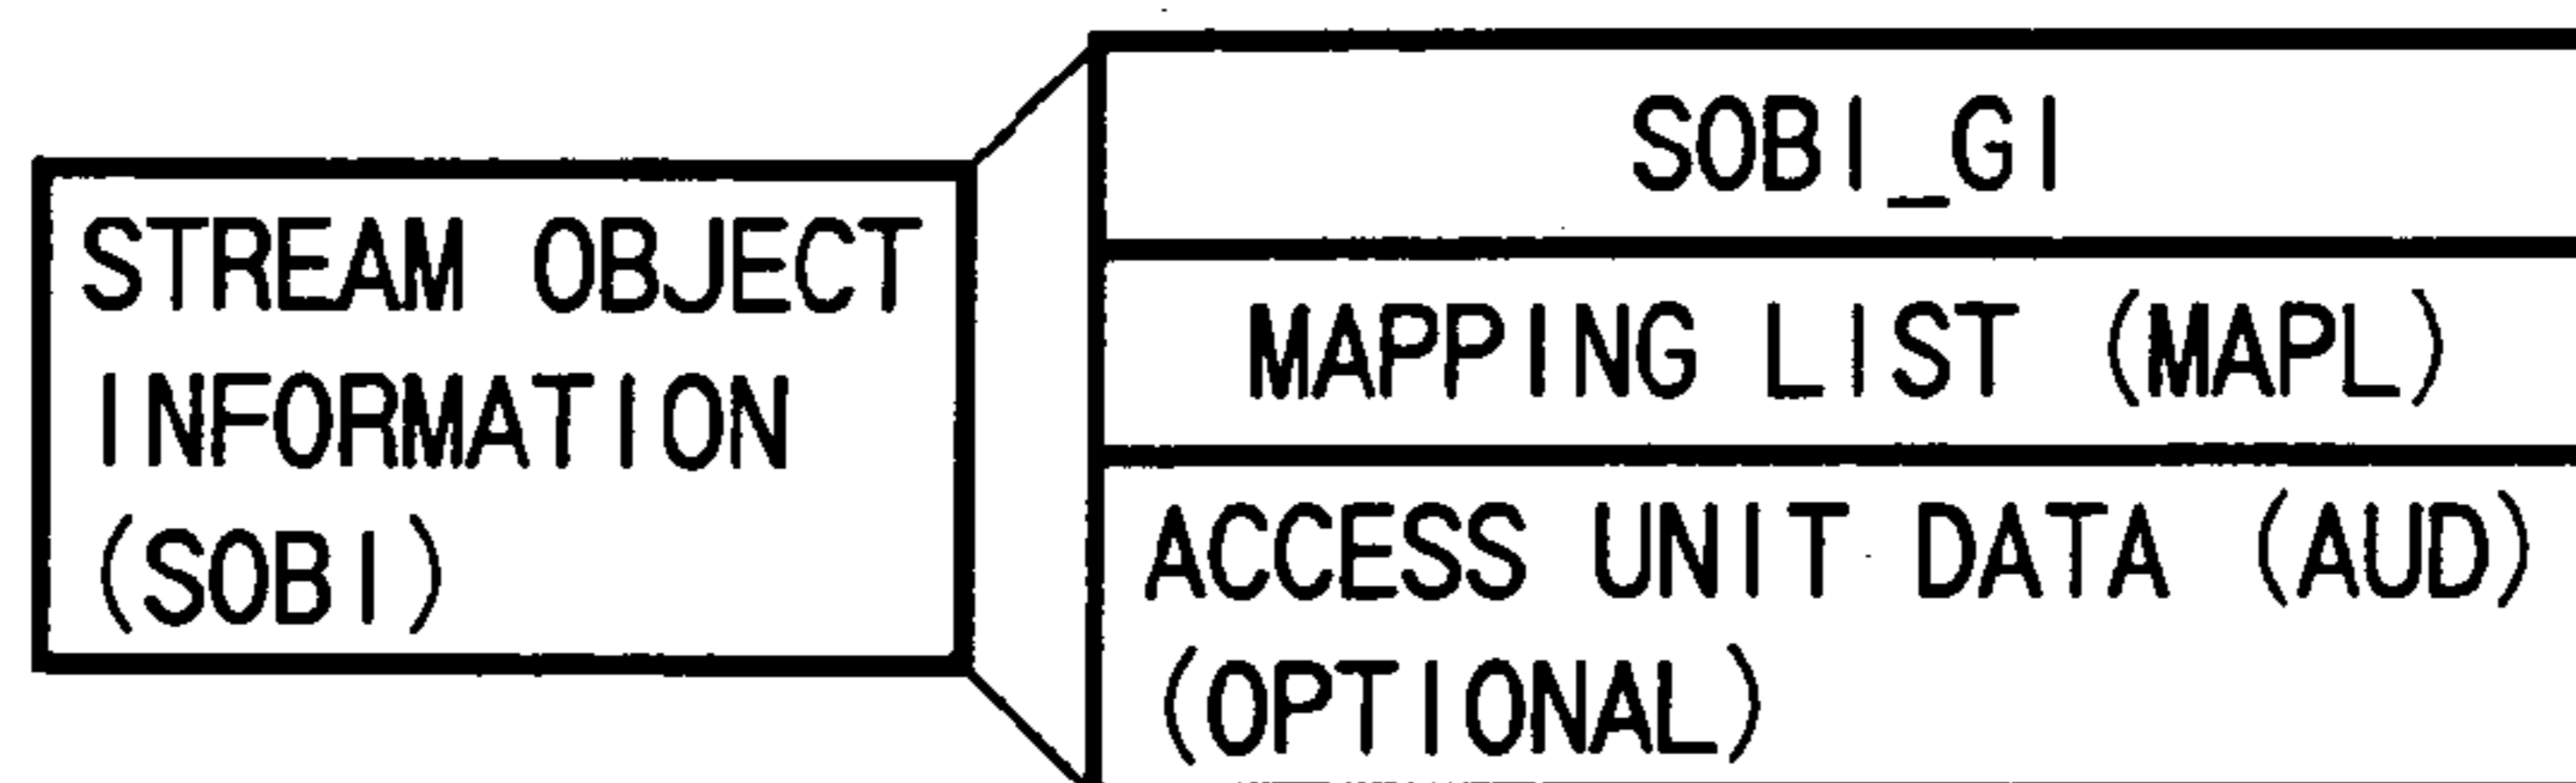 STREAM OBJECT
INFORMATION
(SOBI)
SOBI_GI
MAPPING LIST (MAPL)
ACCESS UNIT DATA (AUD)
(OPTIONAL)